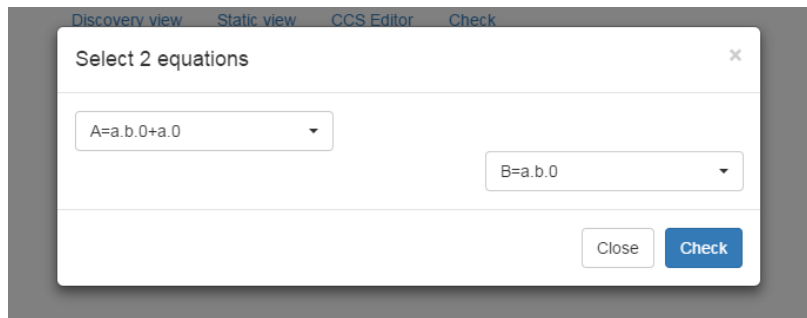 Discovery view Static view CCS Editor Check
Select 2 equations ×
A=a.b.0+a.0
B=a.b.0
Close Check